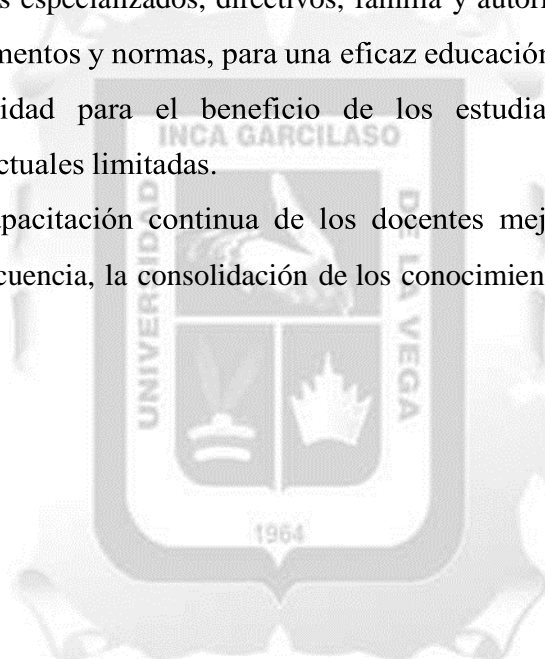 s especializados, directivos, familia y autori
mentos y normas, para una eficaz educación
idad para el beneficio de los estudia
ctuales limitadas.
apacitación continua de los docentes mej
cuencia, la consolidación de los conocimien
INCA GARCILASO
UNIVERSIDAD
DE LA VEGA
1964